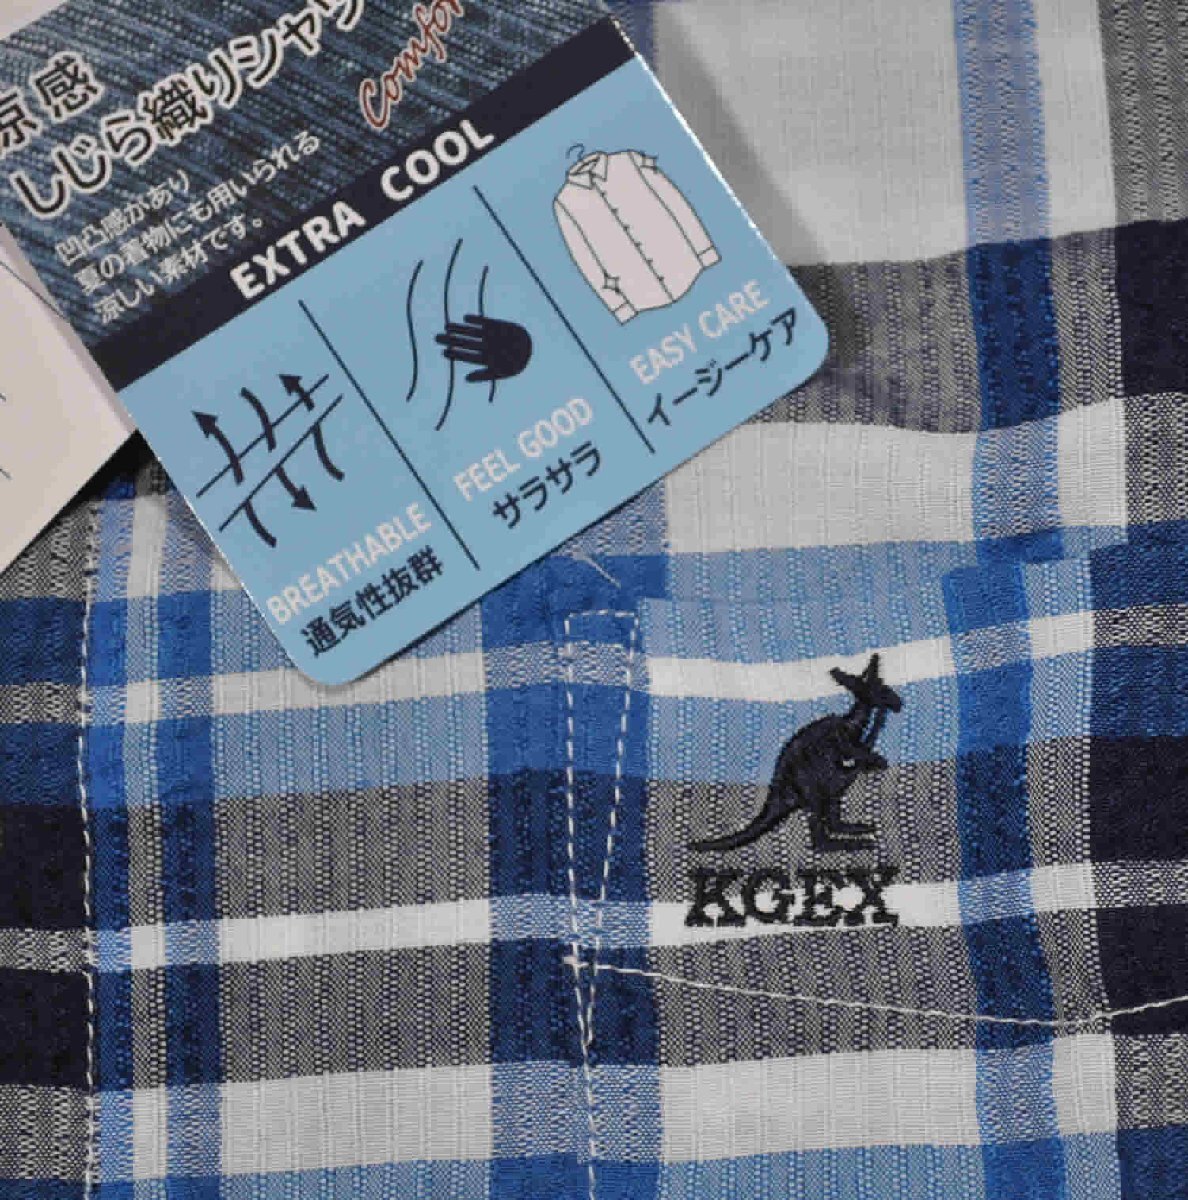 涼感
しじら織りシャツ
Comfor
凹凸感があり
夏の着物にも用いられる
涼しい素材です。
EXTRA COOL
BREATHABLE
通気性抜群
FEEL GOOD
サラサラ
EASY CARE
イージーケア
KGEX